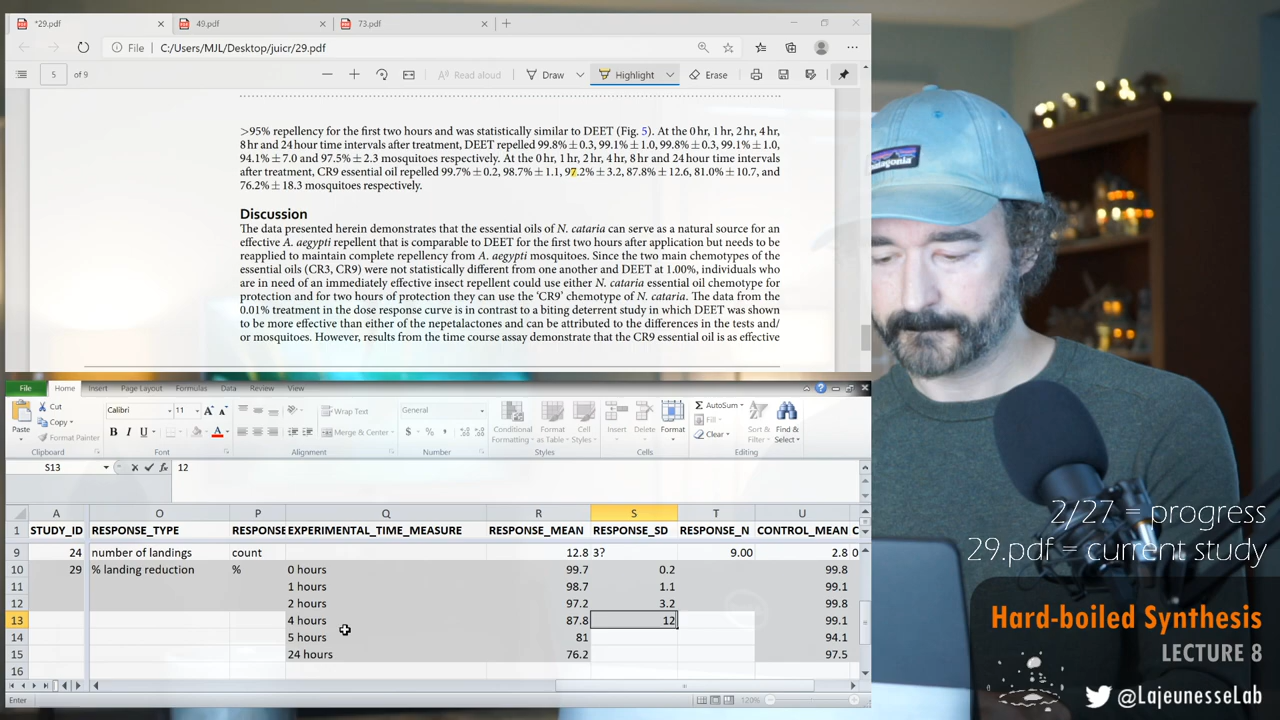 *29.pdf
49.pdf
73.pdf
File C:/Users/MJL/Desktop/juicr/29.pdf
5 of 9
Read aloud
Draw
Highlight
Erase
>95% repellency for the first two hours and was statistically similar to DEET (Fig. 5). At the 0 hr, 1 hr, 2 hr, 4 hr,
8 hr and 24 hour time intervals after treatment, DEET repelled 99.8% ± 0.3, 99.1% ± 1.0, 99.8% ± 0.3, 99.1% ± 1.0,
94.1% ± 7.0 and 97.5% ± 2.3 mosquitoes respectively. At the 0 hr, 1 hr, 2 hr, 4 hr, 8 hr and 24 hour time intervals
after treatment, CR9 essential oil repelled 99.7% ± 0.2, 98.7% ± 1.1, 97.2% ± 3.2, 87.8% ± 12.6, 81.0% ± 10.7, and
76.2% ± 18.3 mosquitoes respectively.
Discussion
The data presented herein demonstrates that the essential oils of N. cataria can serve as a natural source for an
effective A. aegypti repellent that is comparable to DEET for the first two hours after application but needs to be
reapplied to maintain complete repellency from A. aegypti mosquitoes. Since the two main chemotypes of the
essential oils (CR3, CR9) were not statistically different from one another and DEET at 1.00%, individuals who
are in need of an immediately effective insect repellent could use either N. cataria essential oil chemotype for
protection and for two hours of protection they can use the ‘CR9’ chemotype of N. cataria. The data from the
0.01% treatment in the dose response curve is in contrast to a biting deterrent study in which DEET was shown
to be more effective than either of the nepetalactones and can be attributed to the differences in the tests and/
or mosquitoes. However, results from the time course assay demonstrate that the CR9 essential oil is as effective
patagonia
File Home Insert Page Layout Formulas Data Review View
Paste
Cut
Copy
Format Painter
Clipboard
Calibri 11
B I U
Font
Wrap Text
Merge & Center
Alignment
General
$ % ,
Number
Conditional Formatting
Format as Table
Cell Styles
Styles
Insert
Delete
Format
Cells
AutoSum
Fill
Clear
Sort & Filter
Find & Select
Editing
S13 fx 12
A O P Q R S T U
1 STUDY_ID RESPONSE_TYPE RESPONSE EXPERIMENTAL_TIME_MEASURE RESPONSE_MEAN RESPONSE_SD RESPONSE_N CONTROL_MEAN C
9 24 number of landings count 12.8 3? 9.00 2.8 0
10 29 % landing reduction % 0 hours 99.7 0.2 99.8
11 1 hours 98.7 1.1 99.1
12 2 hours 97.2 3.2 99.8
13 4 hours 87.8 12 99.1
14 5 hours 81 94.1
15 24 hours 76.2 97.5
16
Enter
120%
2/27 = progress
29.pdf = current study
Hard-boiled Synthesis
LECTURE 8
@LajeunesseLab